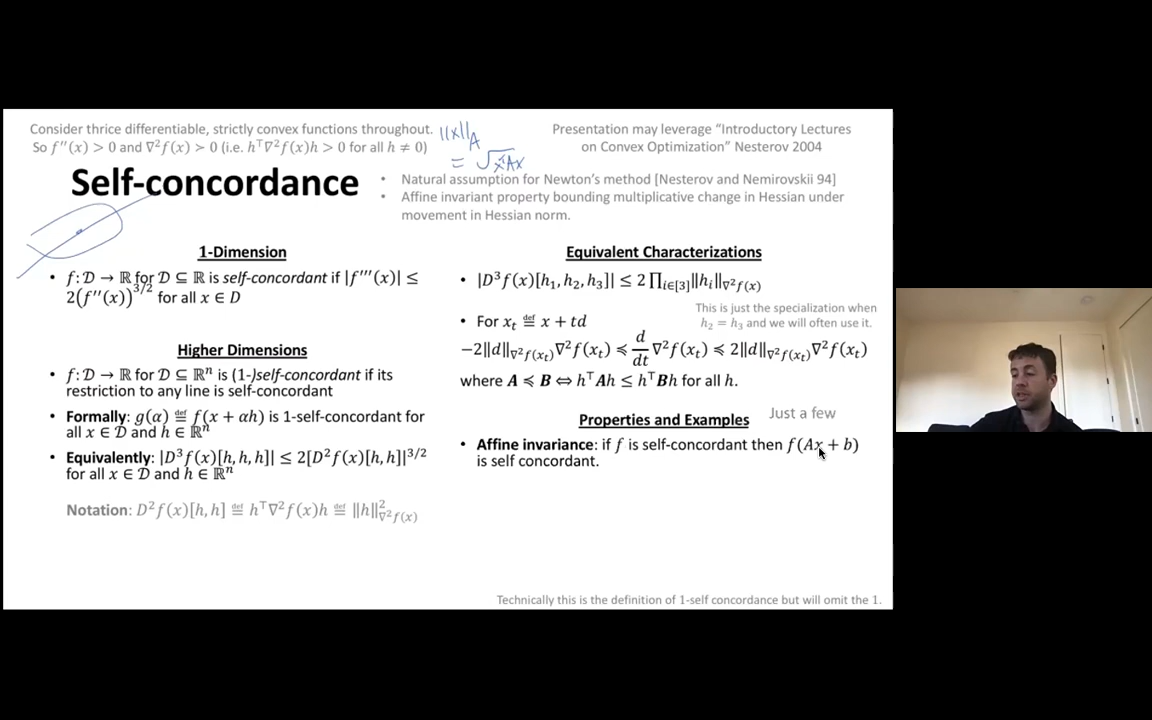 Consider thrice differentiable, strictly convex functions throughout.
So f''(x) > 0 and ∇²f(x) ≻ 0 (i.e. h⊤∇²f(x)h > 0 for all h ≠ 0)
||x||_A
= √x⊤Ax
Presentation may leverage “Introductory Lectures
on Convex Optimization” Nesterov 2004
Self-concordance
• Natural assumption for Newton's method [Nesterov and Nemirovskii 94]
• Affine invariant property bounding multiplicative change in Hessian under
movement in Hessian norm.
1-Dimension
• f: 𝒟 → ℝ for 𝒟 ⊆ ℝ is self-concordant if |f'''(x)| ≤
2(f''(x))^{3/2} for all x ∈ D
Higher Dimensions
• f: 𝒟 → ℝ for 𝒟 ⊆ ℝⁿ is (1-)self-concordant if its
restriction to any line is self-concordant
• Formally: g(α) ≝ f(x + αh) is 1-self-concordant for
all x ∈ 𝒟 and h ∈ ℝⁿ
• Equivalently: |D³f(x)[h, h, h]| ≤ 2[D²f(x)[h, h]]^{3/2}
for all x ∈ 𝒟 and h ∈ ℝⁿ
Notation: D²f(x)[h, h] ≝ h⊤∇²f(x)h ≝ ‖h‖²_{∇²f(x)}
Equivalent Characterizations
• |D³f(x)[h₁, h₂, h₃]| ≤ 2 ∏_{i∈[3]}‖h_i‖_{∇²f(x)}
This is just the specialization when
h₂ = h₃ and we will often use it.
• For x_t ≝ x + td
−2‖d‖_{∇²f(x_t)}∇²f(x_t) ≼ d/dt ∇²f(x_t) ≼ 2‖d‖_{∇²f(x_t)}∇²f(x_t)
where A ≼ B ⇔ h⊤Ah ≤ h⊤Bh for all h.
Properties and Examples
Just a few
• Affine invariance: if f is self-concordant then f(Ax + b)
is self concordant.
Technically this is the definition of 1-self concordance but will omit the 1.